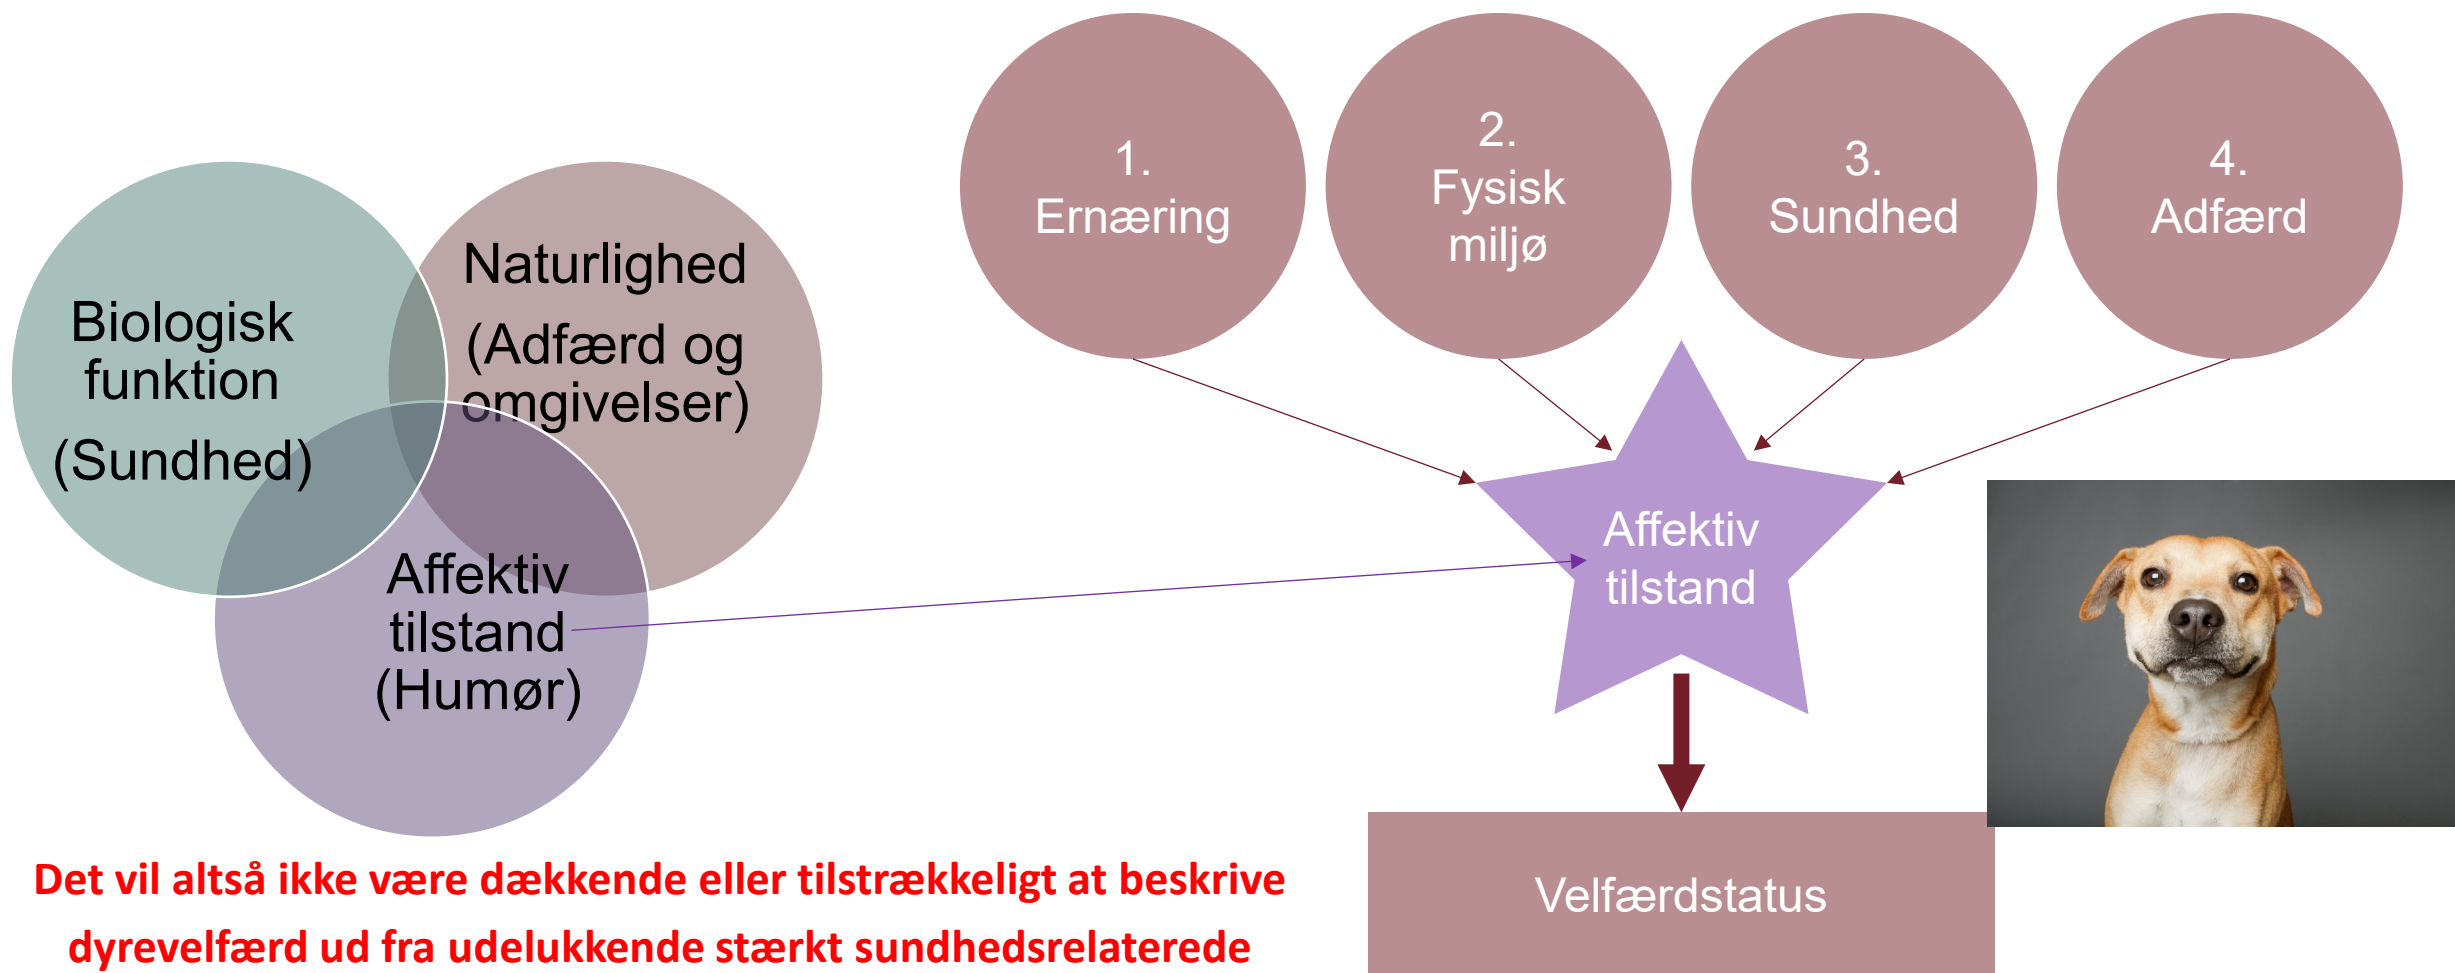 Biologisk
funktion
(Sundhed)
Naturlighed
(Adfærd og
omgivelser)
Affektiv
tilstand
(Humør)
1.
Ernæring
2.
Fysisk
miljø
3.
Sundhed
4.
Adfærd
Affektiv
tilstand
Velfærdstatus
Det vil altså ikke være dækkende eller tilstrækkeligt at beskrive
dyrevelfærd ud fra udelukkende stærkt sundhedsrelaterede